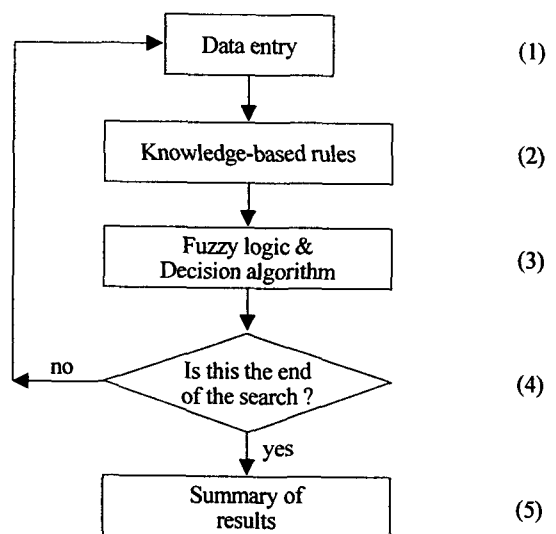 Data entry
(1)
Knowledge-based rules
(2)
Fuzzy logic &
Decision algorithm
(3)
Is this the end
of the search ?
(4)
no
yes
Summary of
results
(5)